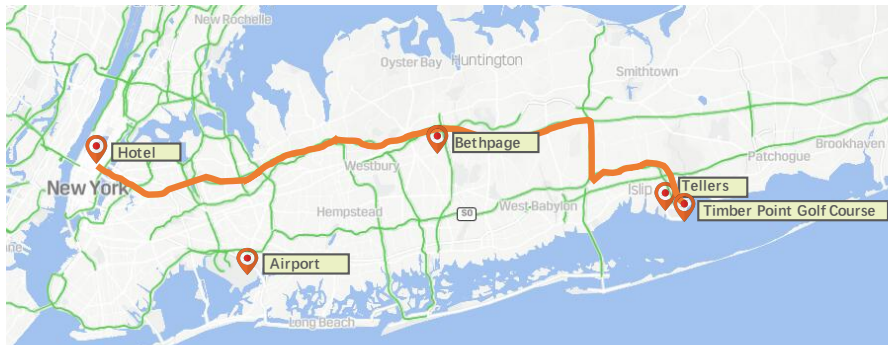 New Rochelle
Oyster Bay
Huntington
Smithtown
Hotel
Bethpage
Brookhaven
Patchogue
Westbury
New York
Islip
Tellers
Hempstead
West Babylon
Timber Point Golf Course
Airport
Long Beach